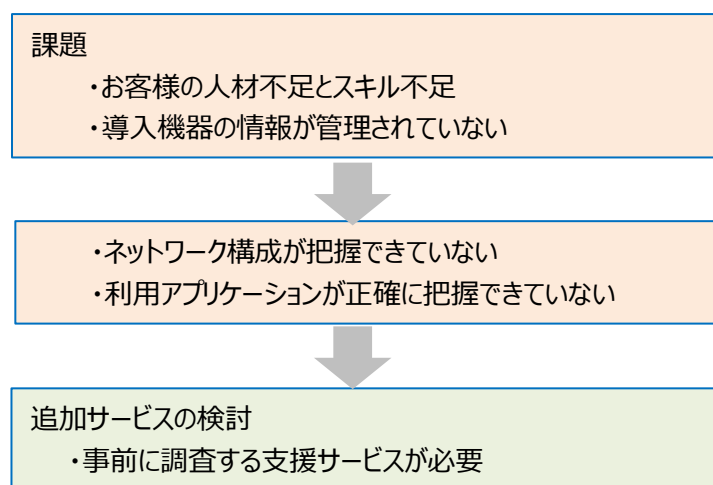 課題
・お客様の人材不足とスキル不足
・導入機器の情報が管理されていない
・ネットワーク構成が把握できていない
・利用アプリケーションが正確に把握できていない
追加サービスの検討
・事前に調査する支援サービスが必要